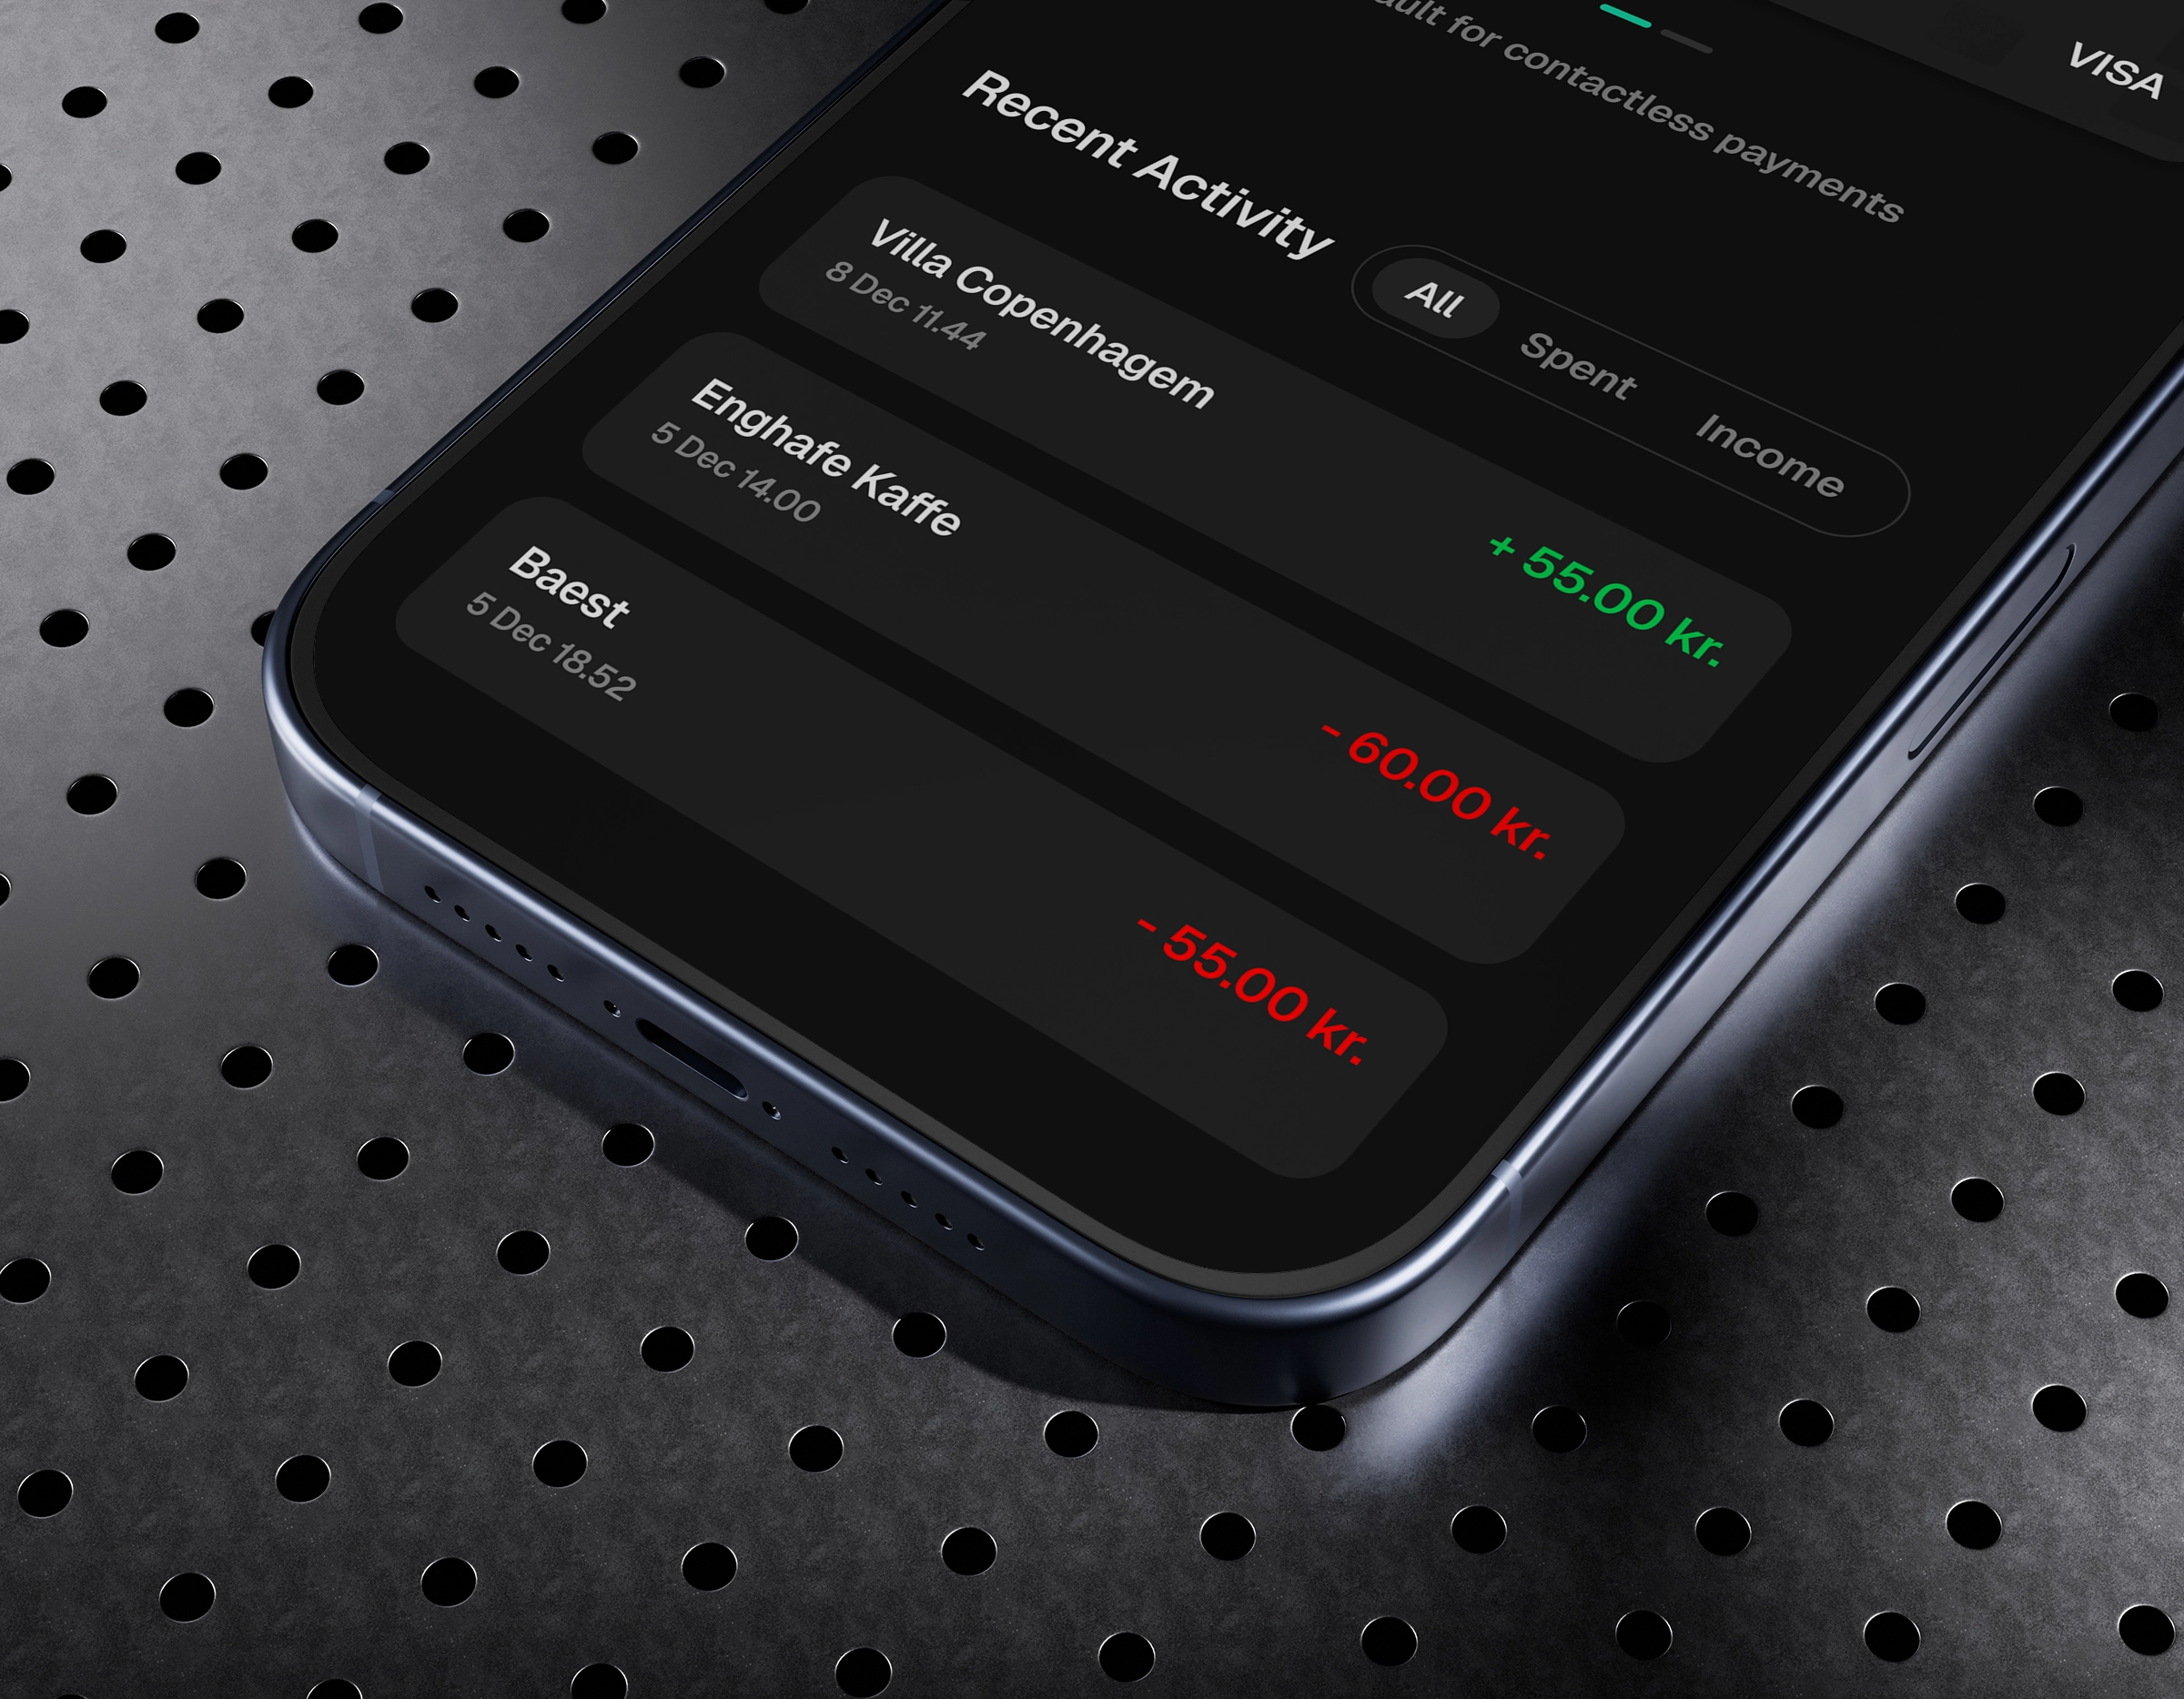 VISA
for contactless payments
Recent Activity
All
Spent
Income
Villa Copenhagem
8 Dec 11.44
+ 55.00 kr.
Enghafe Kaffe
5 Dec 14.00
- 60.00 kr.
Baest
5 Dec 18.52
- 55.00 kr.